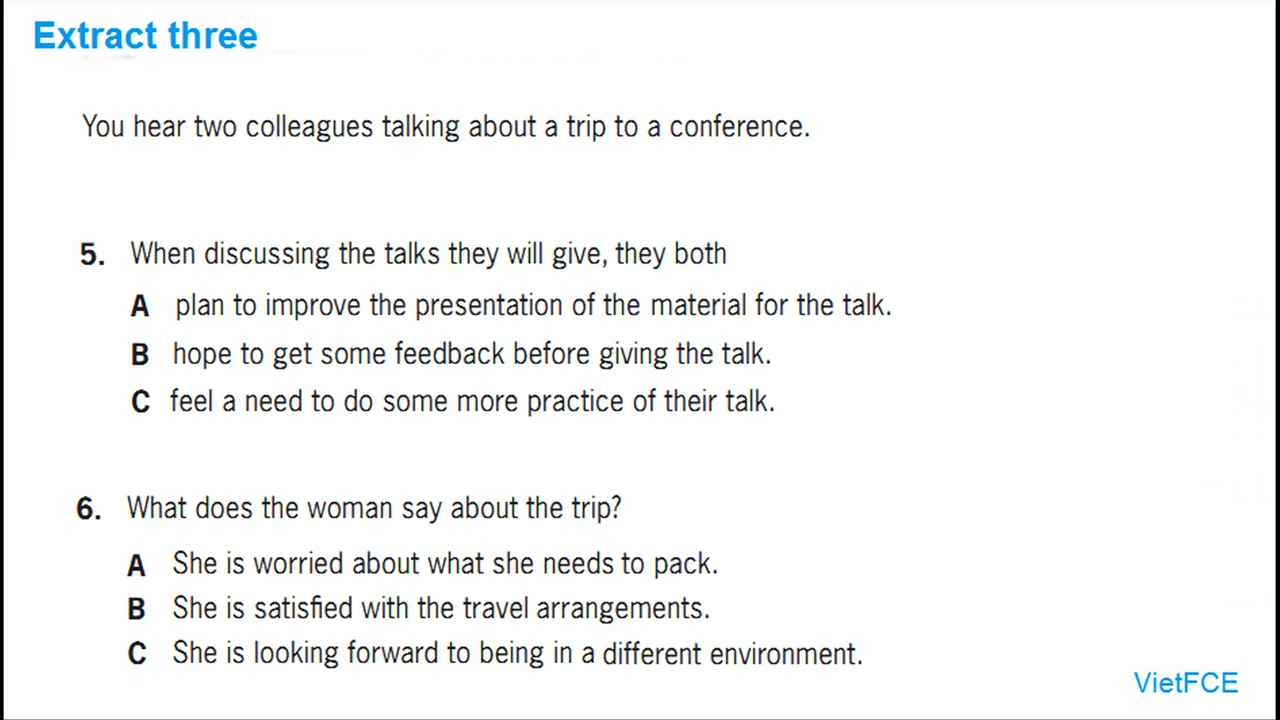 Extract three
You hear two colleagues talking about a trip to a conference.
5. When discussing the talks they will give, they both
A plan to improve the presentation of the material for the talk.
B hope to get some feedback before giving the talk.
C feel a need to do some more practice of their talk.
6. What does the woman say about the trip?
A She is worried about what she needs to pack.
B She is satisfied with the travel arrangements.
C She is looking forward to being in a different environment.
VietFCE